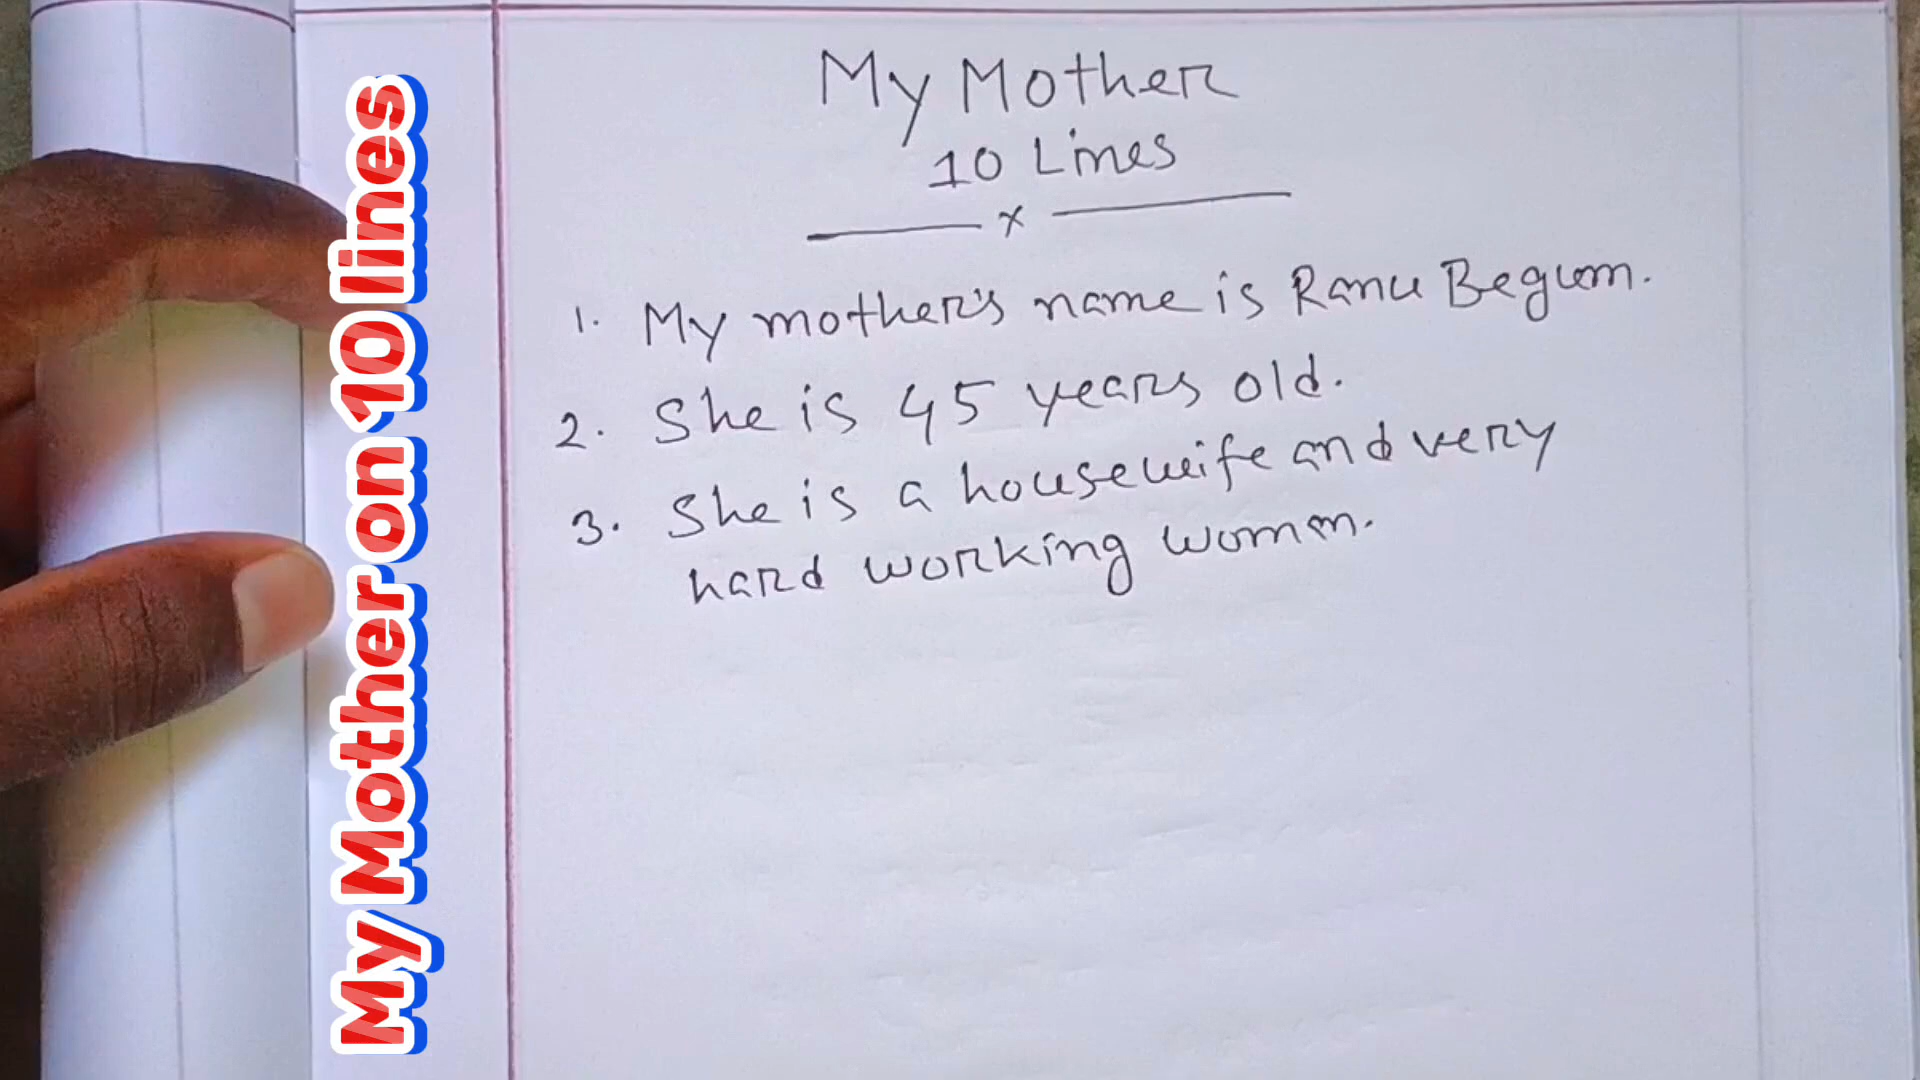 My Mother on 10 lines
My Mother
10 Lines
x
1. My mother's name is Ranu Begum.
2. She is 45 years old.
3. She is a housewife and very
hard working women.